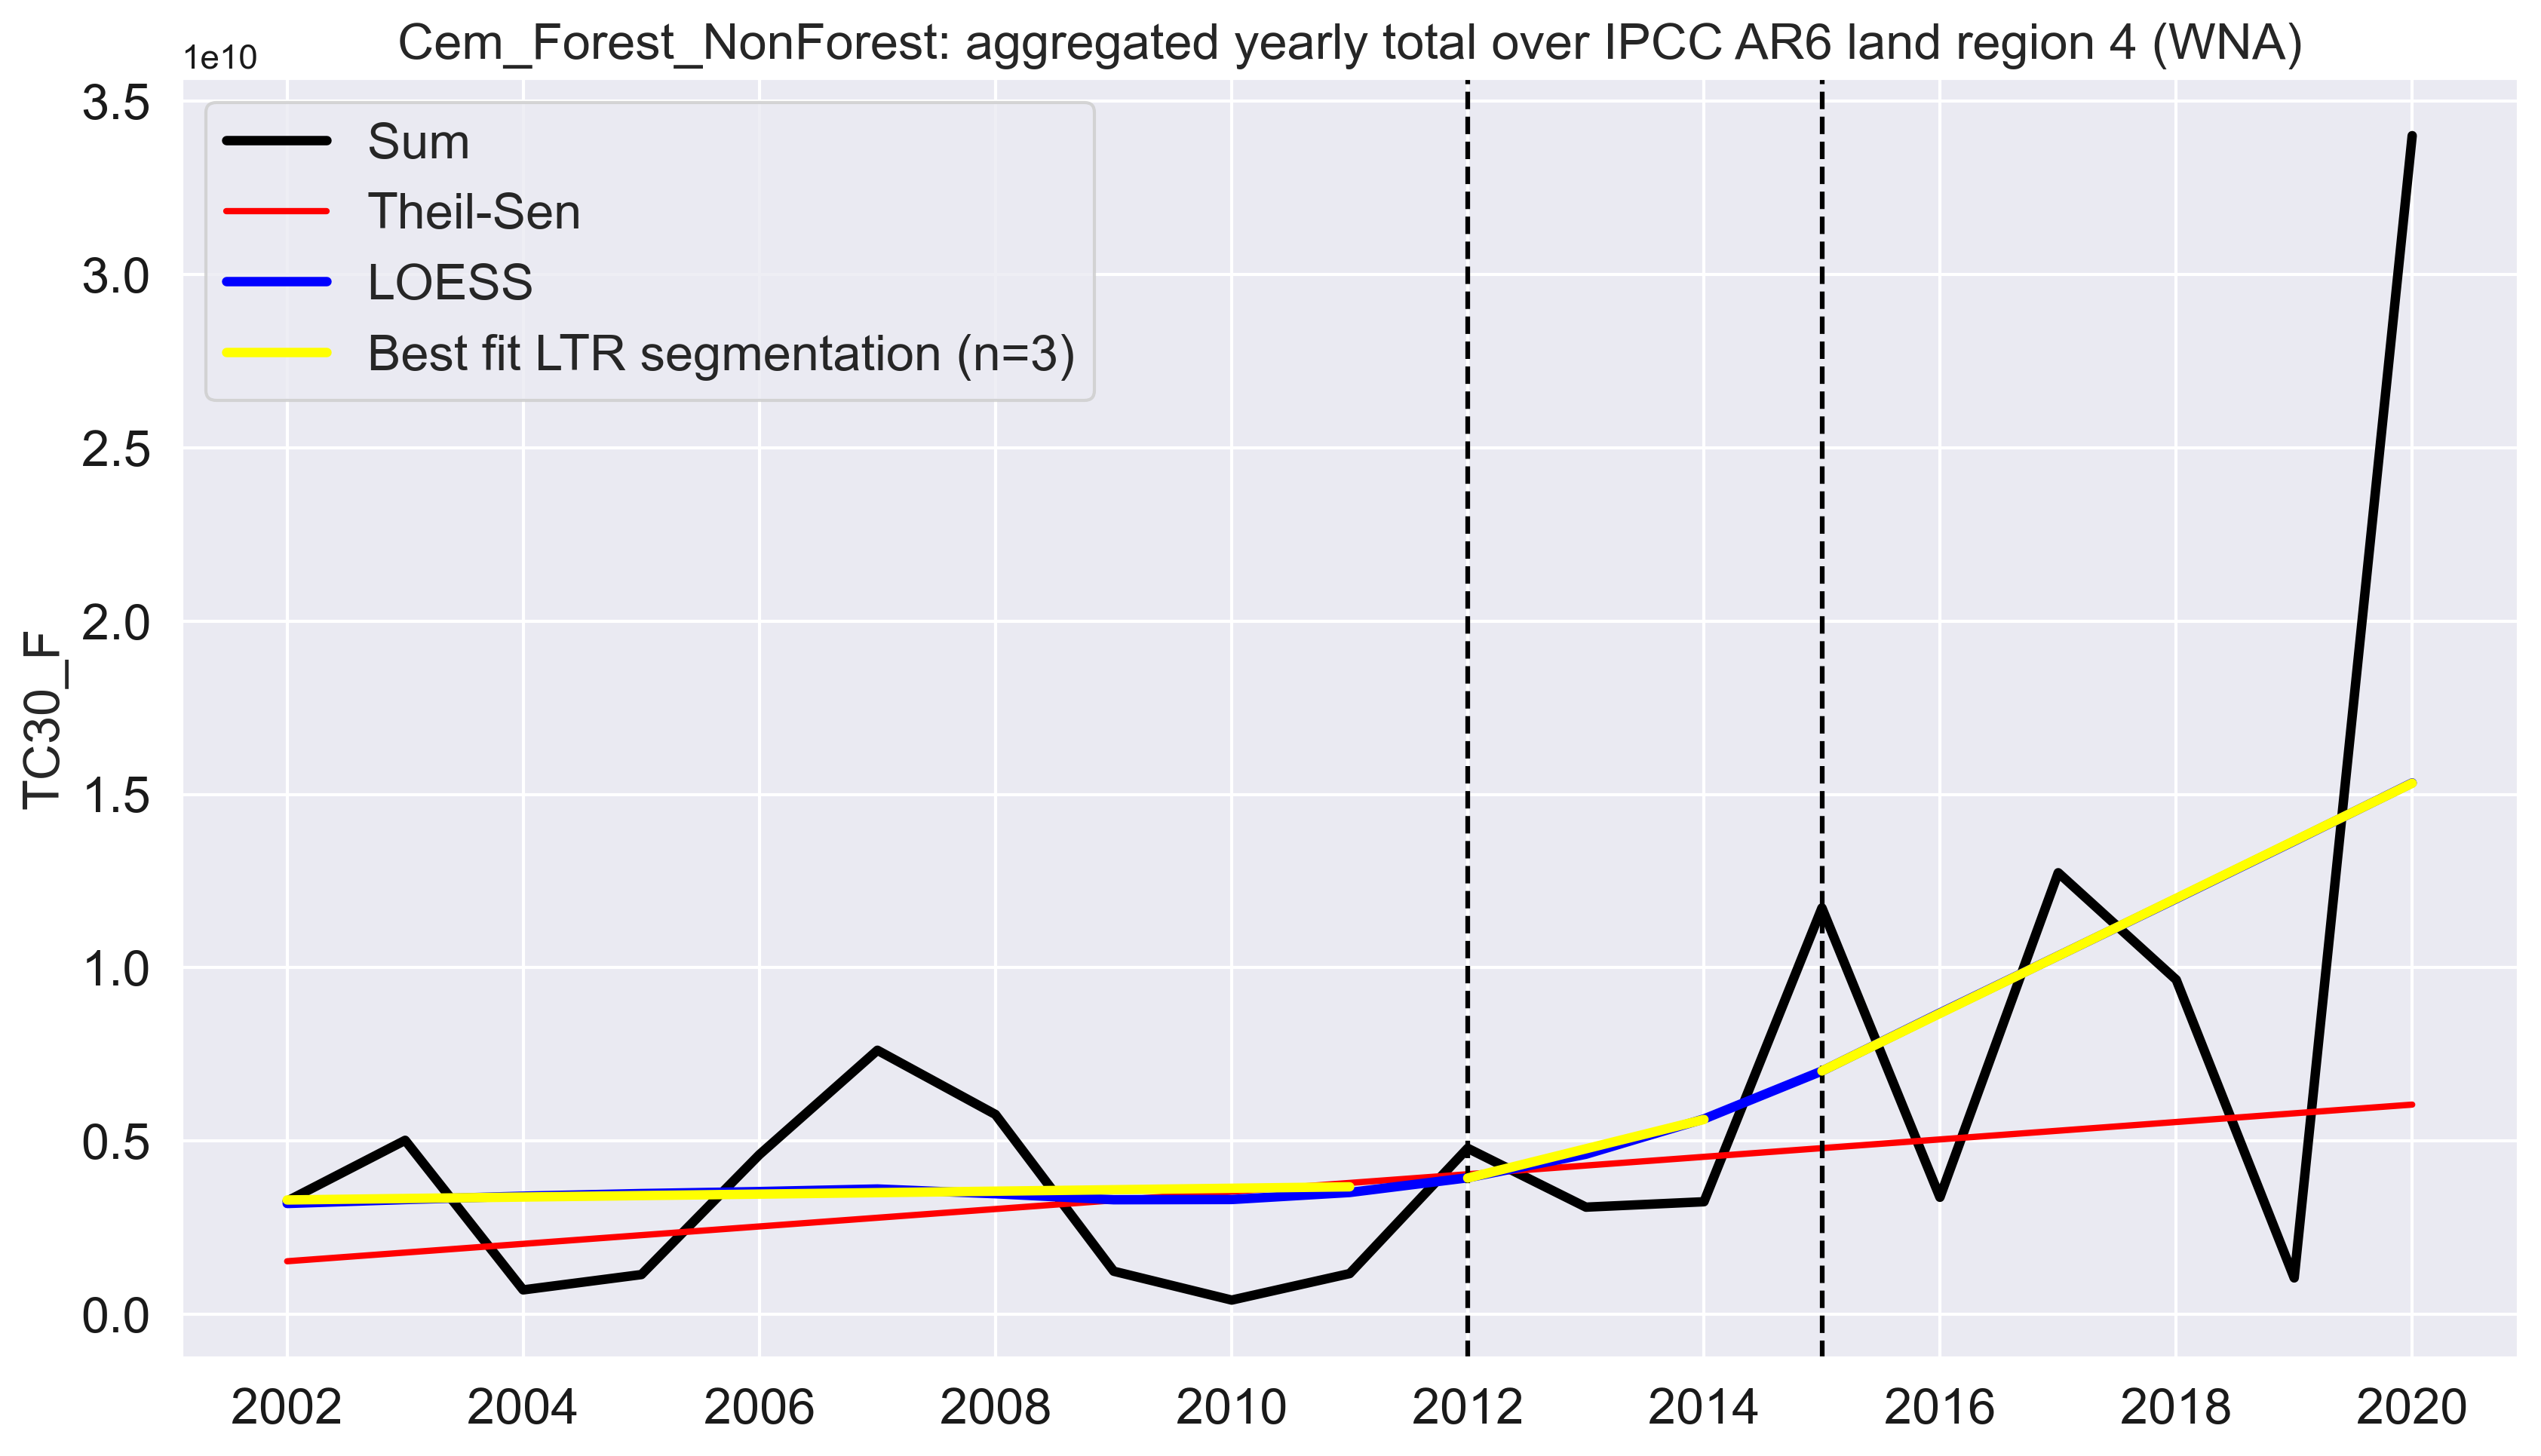 Cem_Forest_NonForest: aggregated yearly total over IPCC AR6 land region 4 (WNA)
1e10
3.5
3.0
2.5
2.0
1.5
1.0
0.5
0.0
TC30_F
Sum
Theil-Sen
LOESS
Best fit LTR segmentation (n=3)
2002 2004 2006 2008 2010 2012 2014 2016 2018 2020